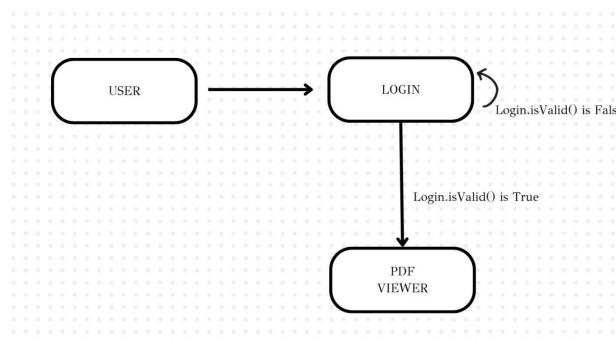 USER
LOGIN
Login.isValid() is Fals
Login.isValid() is True
PDF
VIEWER